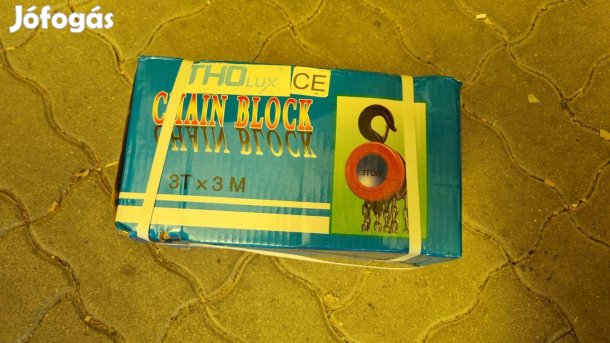 Jófogás
THO LUX CE
CHAIN BLOCK
CHAIN BLOCK
3T x 3 M
3TON